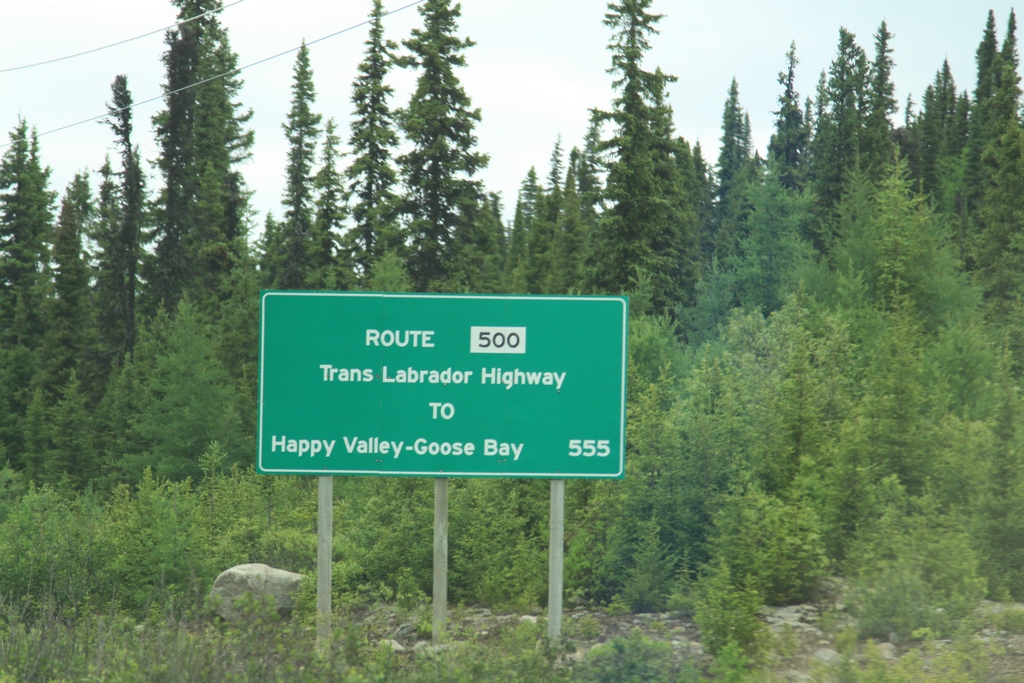 ROUTE 500
Trans Labrador Highway
TO
Happy Valley-Goose Bay 555